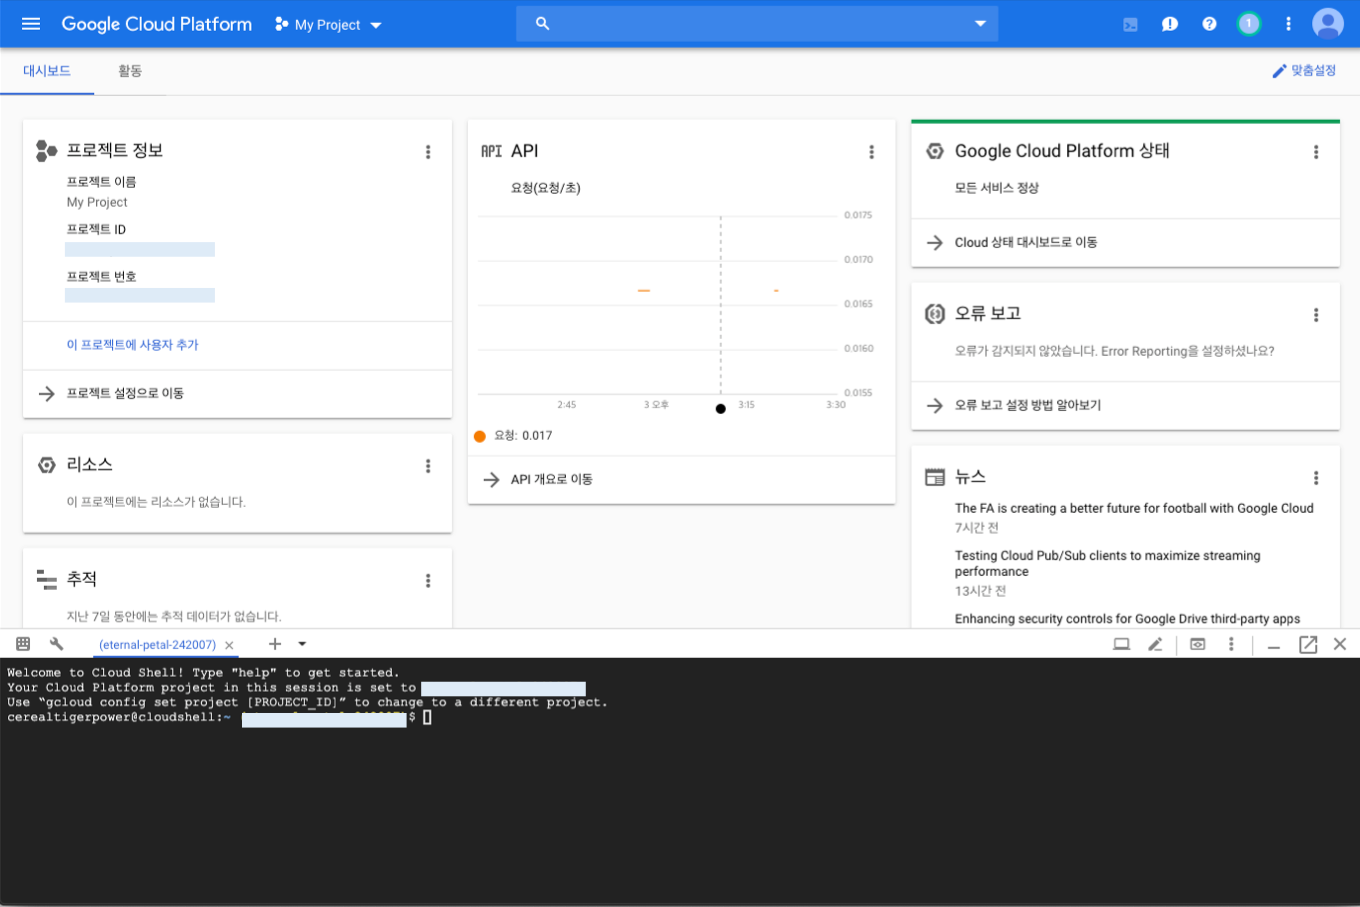 Google Cloud Platform
My Project
1
대시보드
활동
맞춤설정
프로젝트 정보
프로젝트 이름
My Project
프로젝트 ID
프로젝트 번호
이 프로젝트에 사용자 추가
프로젝트 설정으로 이동
리소스
이 프로젝트에는 리소스가 없습니다.
추적
지난 7일 동안에는 추적 데이터가 없습니다.
API API
요청(요청/초)
0.0175
0.0170
0.0165
0.0160
0.0155
2:45
3 오후
3:15
3:30
요청: 0.017
API 개요로 이동
Google Cloud Platform 상태
모든 서비스 정상
Cloud 상태 대시보드로 이동
오류 보고
오류가 감지되지 않았습니다. Error Reporting을 설정하셨나요?
오류 보고 설정 방법 알아보기
뉴스
The FA is creating a better future for football with Google Cloud
7시간 전
Testing Cloud Pub/Sub clients to maximize streaming
performance
13시간 전
Enhancing security controls for Google Drive third-party apps
(eternal-petal-242007)
Welcome to Cloud Shell! Type "help" to get started.
Your Cloud Platform project in this session is set to
Use “gcloud config set project [PROJECT_ID]” to change to a different project.
cerealtigerpower@cloudshell:~ $